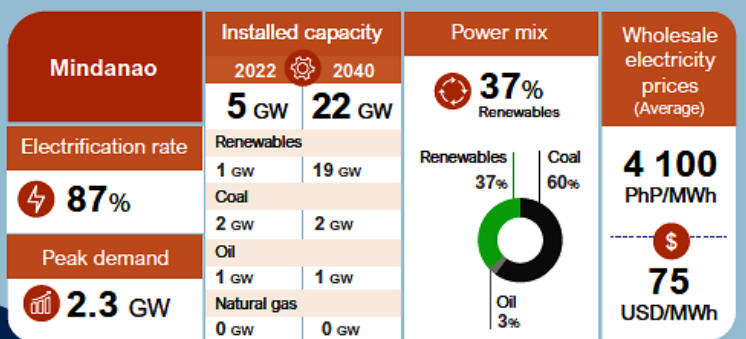 Mindanao
Electrification rate
87%
Peak demand
2.3 GW
Installed capacity
2022 2040
5 GW 22 GW
Renewables
1 GW 19 GW
Coal
2 GW 2 GW
Oil
1 GW 1 GW
Natural gas
0 GW 0 GW
Power mix
37%
Renewables
Renewables Coal
37% 60%
Oil
3%
Wholesale
electricity
prices
(Average)
4 100
PhP/MWh
$
75
USD/MWh